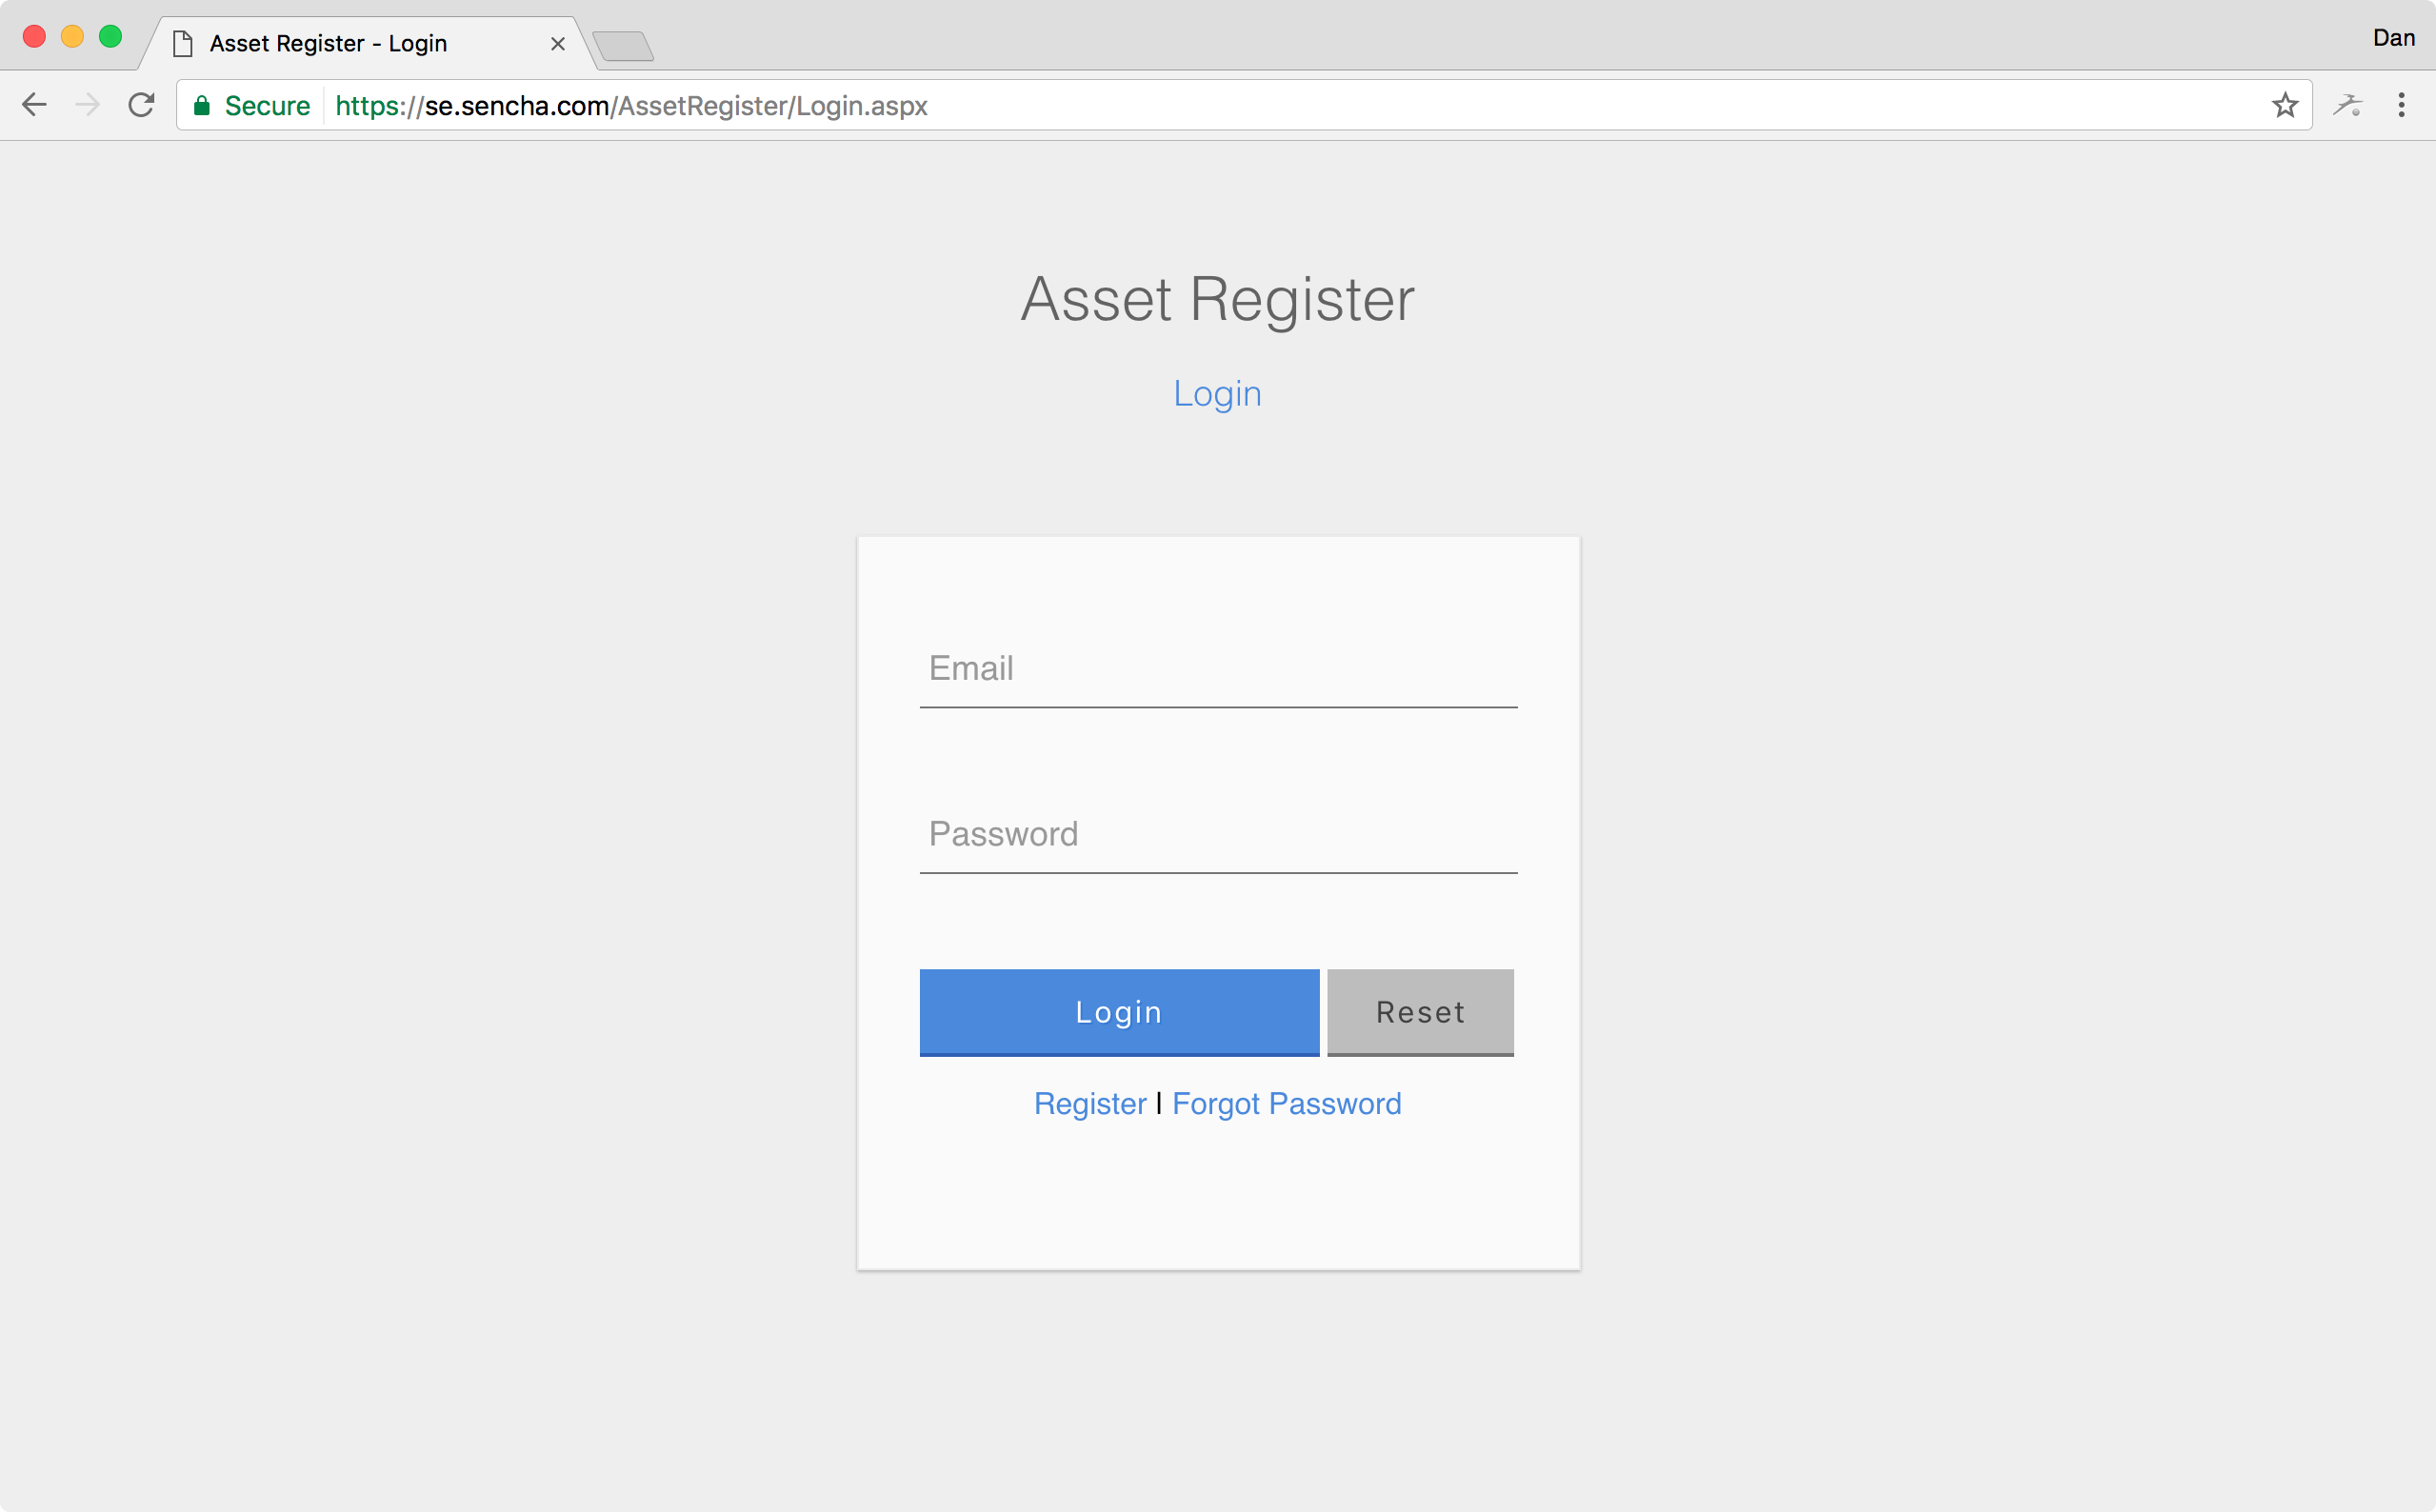 Asset Register - Login
Dan
Secure https://se.sencha.com/AssetRegister/Login.aspx
Asset Register
Login
Email
Password
Login Reset
Register | Forgot Password